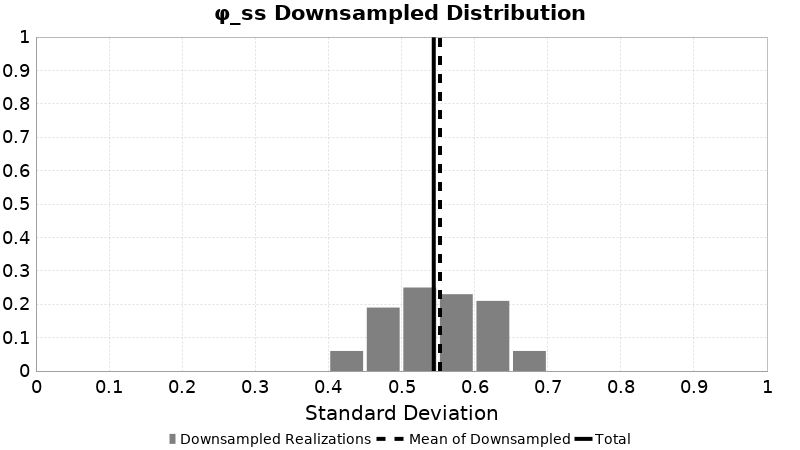 φ_ss Downsampled Distribution
1
0.9
0.8
0.7
0.6
0.5
0.4
0.3
0.2
0.1
0
0 0.1 0.2 0.3 0.4 0.5 0.6 0.7 0.8 0.9 1
Standard Deviation
Downsampled Realizations Mean of Downsampled Total